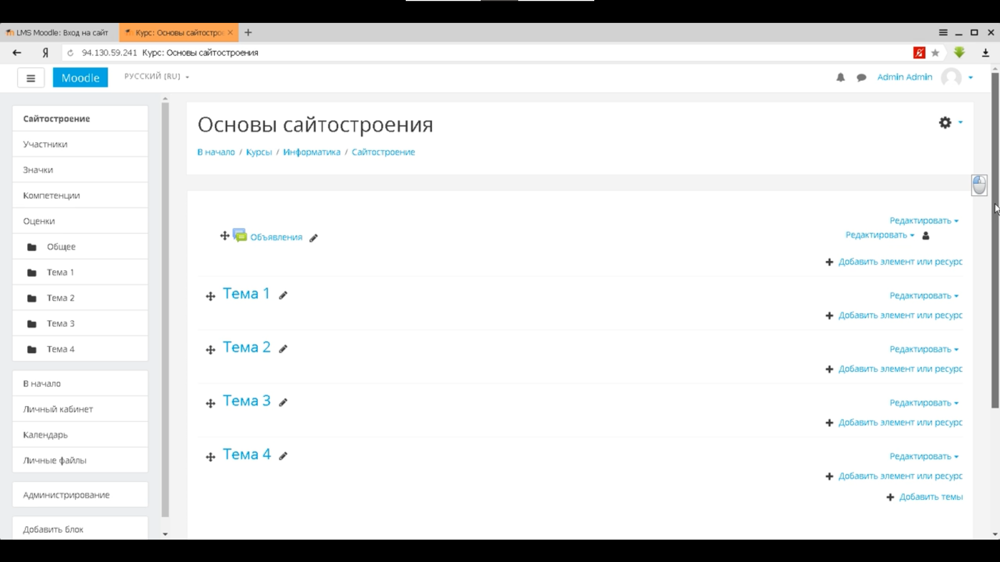 LMS Moodle: Вход на сайт
Курс: Основы сайтострое
94.130.59.241 Курс: Основы сайтостроения
Moodle
РУССКИЙ [RU]
Admin Admin
Сайтостроение
Участники
Значки
Компетенции
Оценки
Общее
Тема 1
Тема 2
Тема 3
Тема 4
В начало
Личный кабинет
Календарь
Личные файлы
Администрирование
Добавить блок
Основы сайтостроения
В начало / Курсы / Информатика / Сайтостроение
Редактировать
Объявления
Редактировать
Добавить элемент или ресурс
Тема 1
Редактировать
Добавить элемент или ресурс
Тема 2
Редактировать
Добавить элемент или ресурс
Тема 3
Редактировать
Добавить элемент или ресурс
Тема 4
Редактировать
Добавить элемент или ресурс
Добавить темы